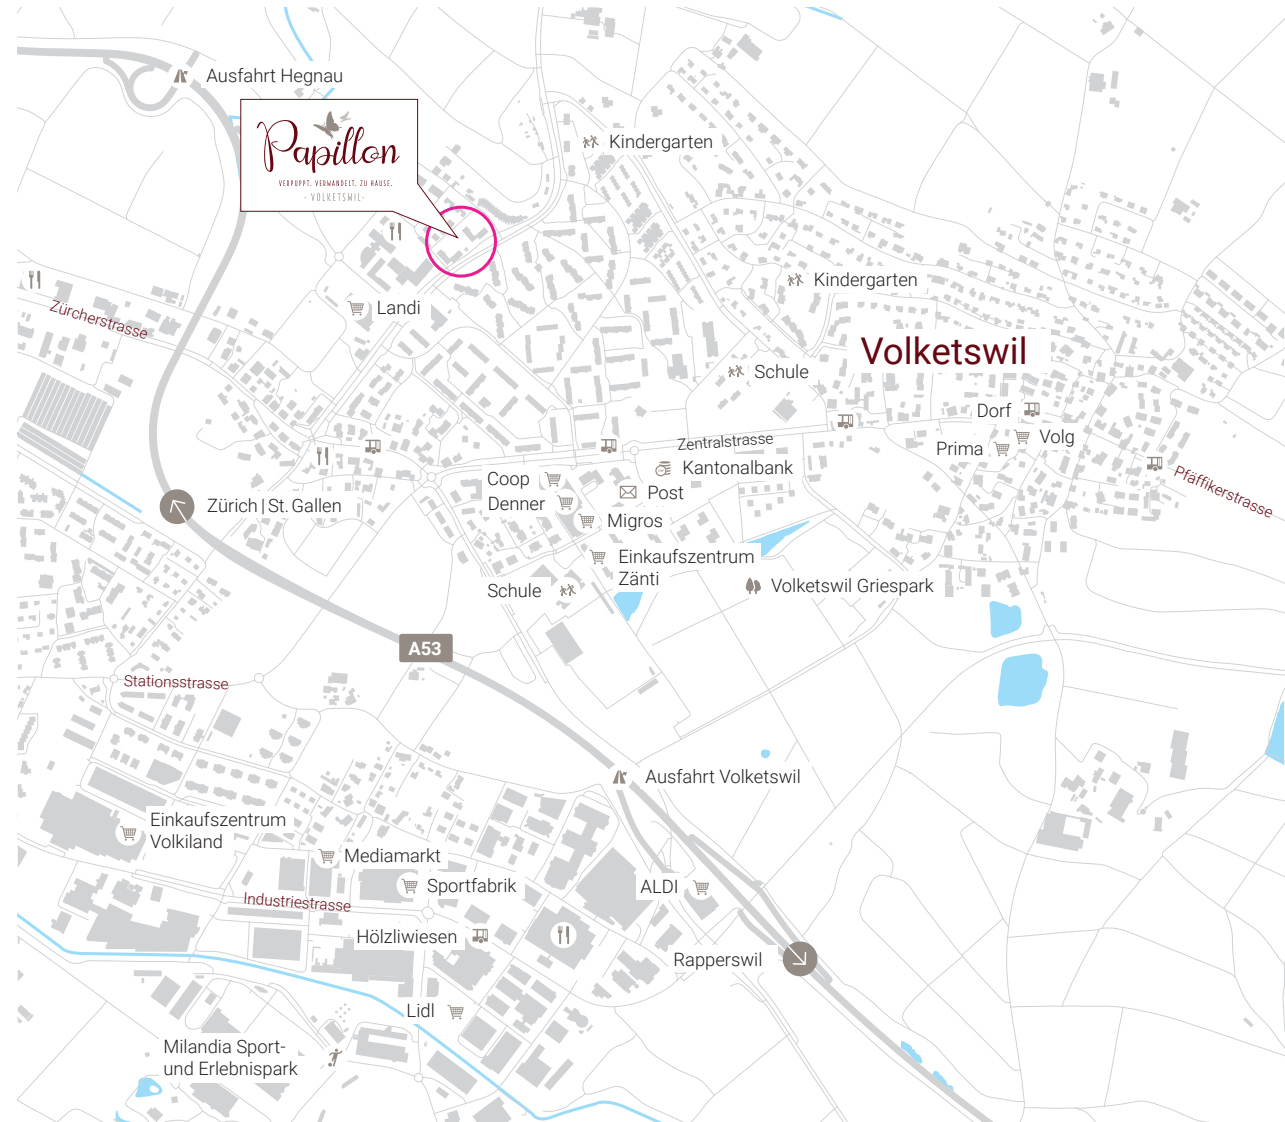 Ausfahrt Hegnau
Papillon
VERPUPPT. VERWANDELT. ZU HAUSE.
- VOLKETSWIL-
Kindergarten
Kindergarten
Landi
Zürcherstrasse
Volketswil
Schule
Dorf
Volg
Prima
Zentralstrasse
Kantonalbank
Coop
Denner
Post
Pfäffikerstrasse
Zürich | St. Gallen
Migros
Einkaufszentrum
Zänti
Schule
Volketswil Griespark
A53
Stationsstrasse
Ausfahrt Volketswil
Einkaufszentrum
Volkiland
Mediamarkt
Sportfabrik
ALDI
Industriestrasse
Hölzliwiesen
Rapperswil
Lidl
Milandia Sport-
und Erlebnispark